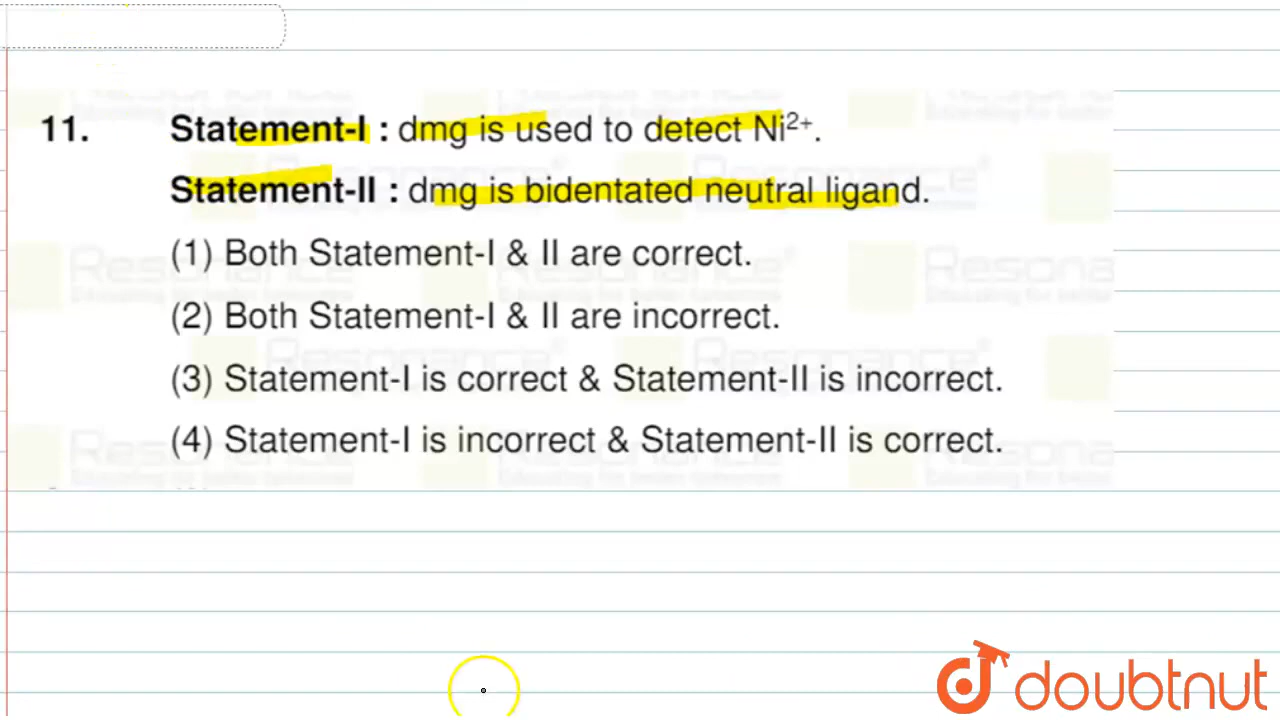 11. Statement-I : dmg is used to detect Ni²⁺.
Statement-II : dmg is bidentated neutral ligand.
(1) Both Statement-I & II are correct.
(2) Both Statement-I & II are incorrect.
(3) Statement-I is correct & Statement-II is incorrect.
(4) Statement-I is incorrect & Statement-II is correct.
doubtnut